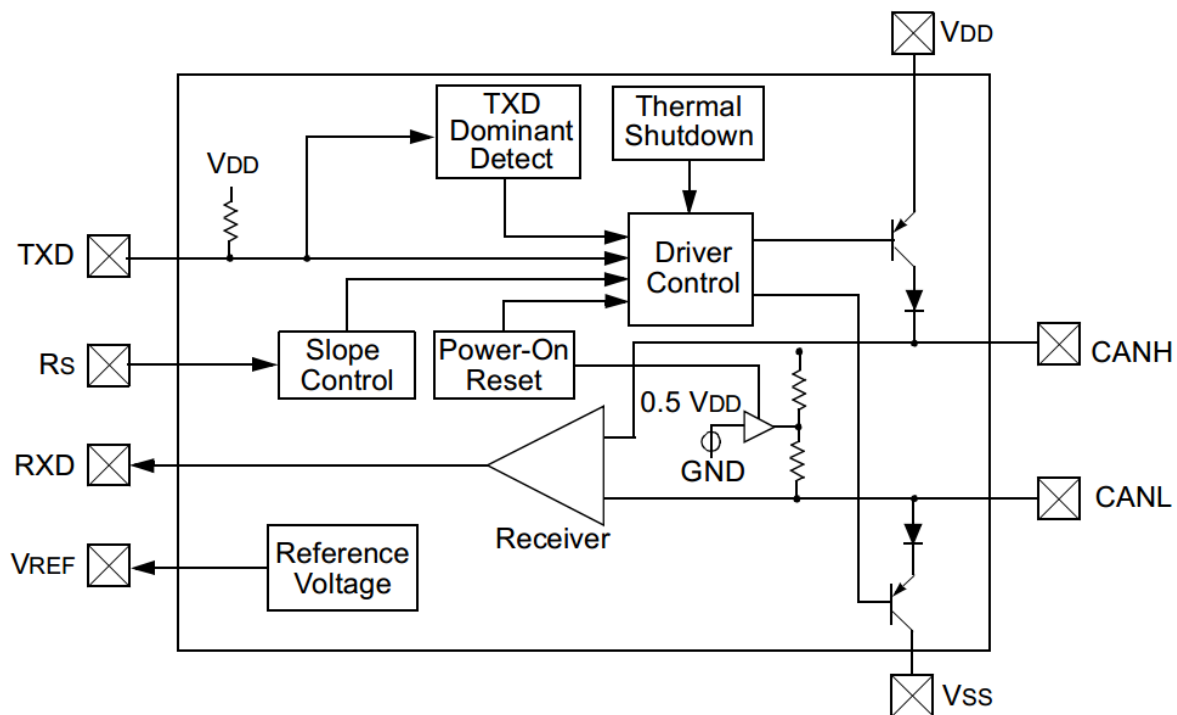 VDD
TXD
Dominant
Detect
Thermal
Shutdown
VDD
TXD
Driver
Control
RS
Slope
Control
Power-On
Reset
CANH
0.5 VDD
RXD
GND
CANL
Receiver
VREF
Reference
Voltage
VSS